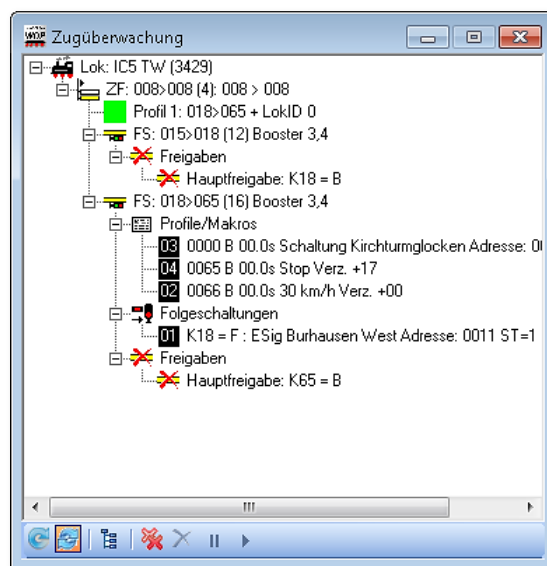 Zugüberwachung
Lok: IC5 TW (3429)
ZF: 008>008 (4): 008 > 008
Profil 1: 018>065 + LokID 0
FS: 015>018 (12) Booster 3,4
Freigaben
Hauptfreigabe: K18 = B
FS: 018>065 (16) Booster 3,4
Profile/Makros
03 0000 B 00.0s Schaltung Kirchturmglocken Adresse: 0
04 0065 B 00.0s Stop Verz. +17
02 0066 B 00.0s 30 km/h Verz. +00
Folgeschaltungen
01 K18 = F : ESig Burhausen West Adresse: 0011 ST=1
Freigaben
Hauptfreigabe: K65 = B